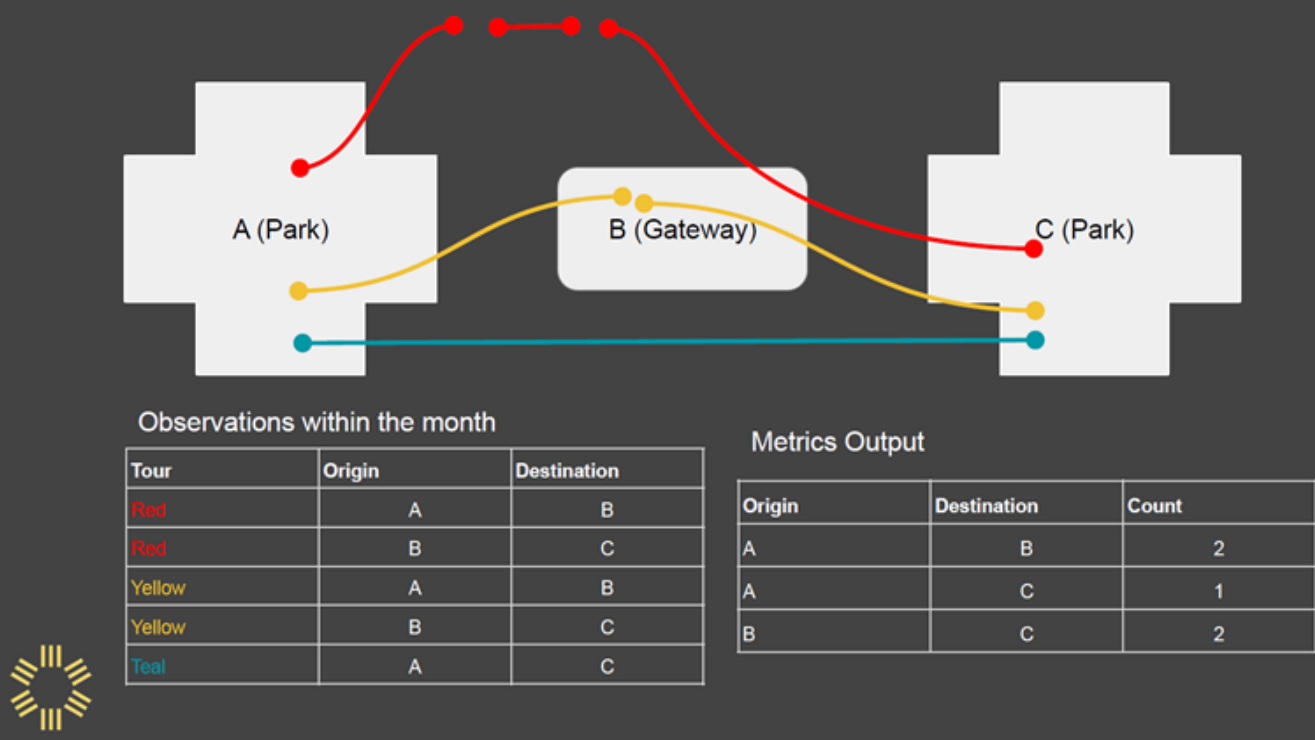 A (Park)
B (Gateway)
C (Park)
Observations within the month
Tour Origin Destination
Red A B
Red B C
Yellow A B
Yellow B C
Teal A C
Metrics Output
Origin Destination Count
A B 2
A C 1
B C 2